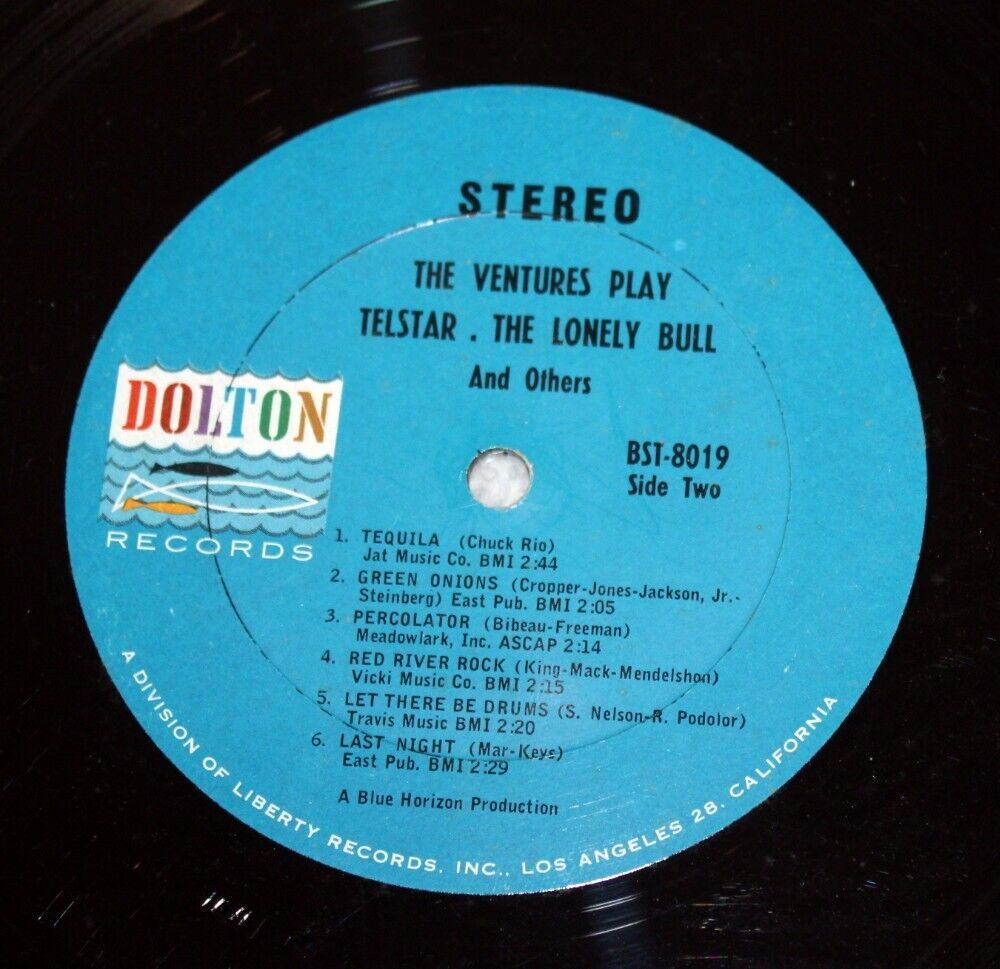 STEREO
THE VENTURES PLAY
TELSTAR . THE LONELY BULL
And Others
DOLTON
RECORDS
BST-8019
Side Two
1. TEQUILA (Chuck Rio)
Jat Music Co. BMI 2:44
2. GREEN ONIONS (Cropper-Jones-Jackson, Jr.-
Steinberg) East Pub. BMI 2:05
3. PERCOLATOR (Bibeau-Freeman)
Meadowlark, Inc. ASCAP 2:14
4. RED RIVER ROCK (King-Mack-Mendelshon)
Vicki Music Co. BMI 2:15
5. LET THERE BE DRUMS (S. Nelson-R. Podolor)
Travis Music BMI 2:20
6. LAST NIGHT (Mar-Keys)
East Pub. BMI 2:29
A Blue Horizon Production
A DIVISION OF LIBERTY RECORDS, INC., LOS ANGELES 28, CALIFORNIA